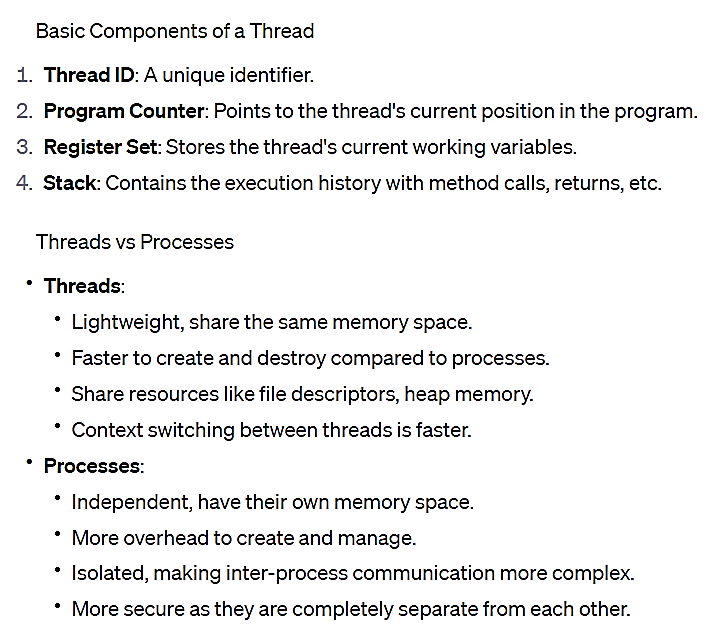 Basic Components of a Thread
1. Thread ID: A unique identifier.
2. Program Counter: Points to the thread's current position in the program.
3. Register Set: Stores the thread's current working variables.
4. Stack: Contains the execution history with method calls, returns, etc.
Threads vs Processes
• Threads:
• Lightweight, share the same memory space.
• Faster to create and destroy compared to processes.
• Share resources like file descriptors, heap memory.
• Context switching between threads is faster.
• Processes:
• Independent, have their own memory space.
• More overhead to create and manage.
• Isolated, making inter-process communication more complex.
• More secure as they are completely separate from each other.